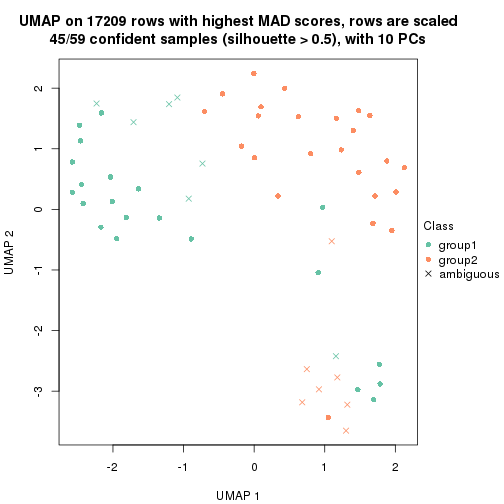 UMAP on 17209 rows with highest MAD scores, rows are scaled
45/59 confident samples (silhouette > 0.5), with 10 PCs
2
1
0
-1
-2
-3
UMAP 2
-2
-1
0
1
2
UMAP 1
Class
group1
group2
ambiguous